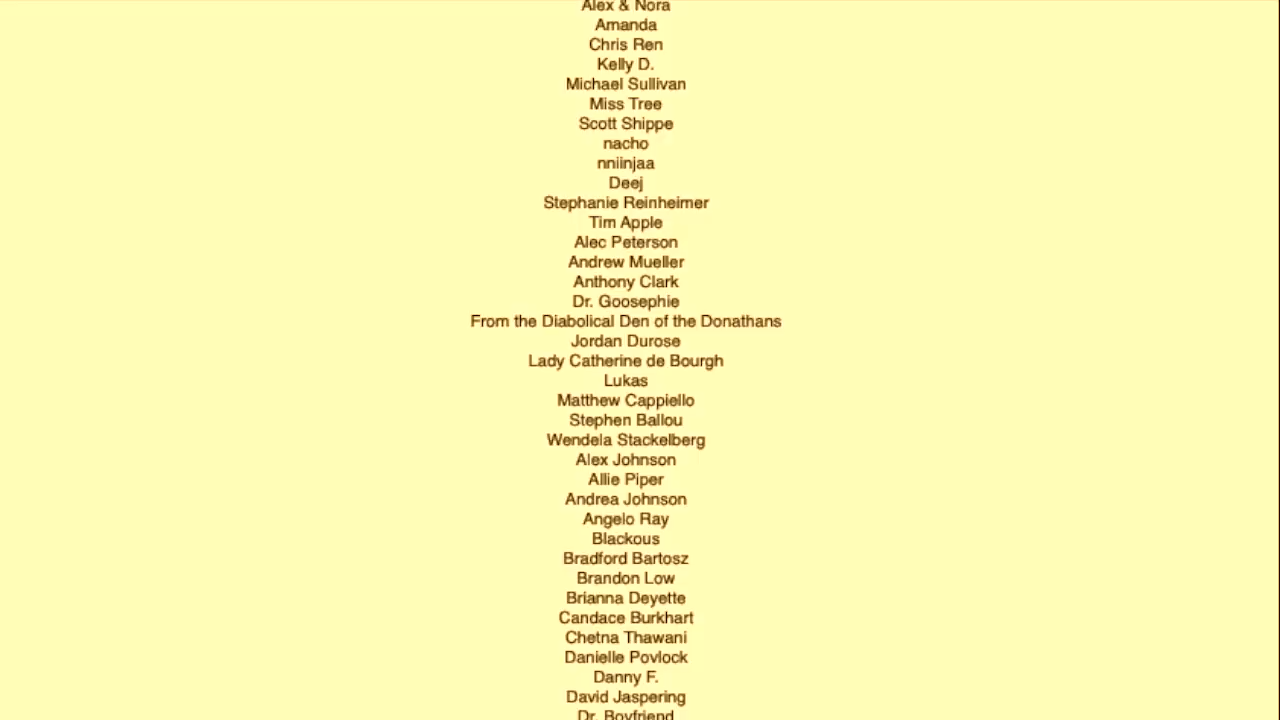 Alex & Nora
Amanda
Chris Ren
Kelly D.
Michael Sullivan
Miss Tree
Scott Shippe
nacho
nniinjaa
Deej
Stephanie Reinheimer
Tim Apple
Alec Peterson
Andrew Mueller
Anthony Clark
Dr. Goosephie
From the Diabolical Den of the Donathans
Jordan Durose
Lady Catherine de Bourgh
Lukas
Matthew Cappiello
Stephen Ballou
Wendela Stackelberg
Alex Johnson
Allie Piper
Andrea Johnson
Angelo Ray
Blackous
Bradford Bartosz
Brandon Low
Brianna Deyette
Candace Burkhart
Chetna Thawani
Danielle Povlock
Danny F.
David Jaspering
Dr. Boyfriend